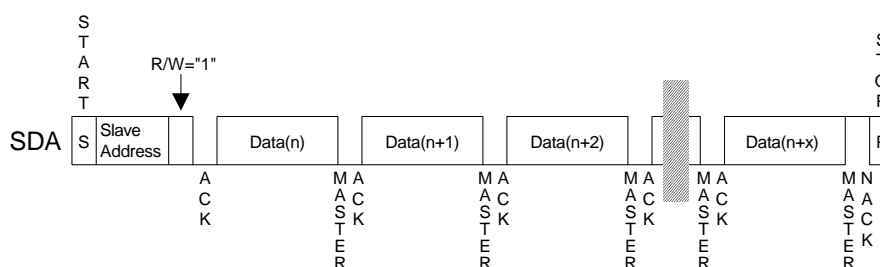 START
R/W="1"
SDA
S
Slave
Address
Data(n)
Data(n+1)
Data(n+2)
Data(n+x)
ACK
MASTER
ACK
MASTER
ACK
MASTER
ACK
MASTER
ACK
MASTER
NACK